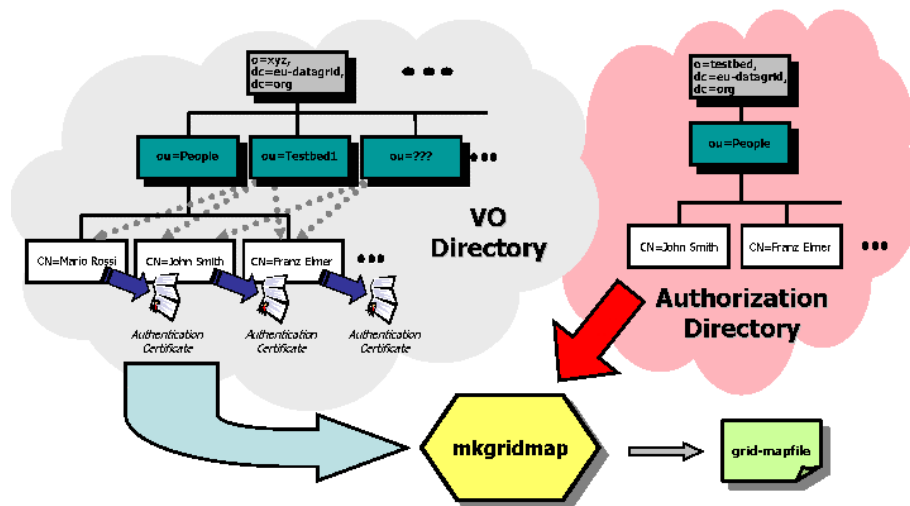 o=xyz,
dc=eu-datagrid,
dc=org
ou=People
ou=Testbed1
ou=???
VO
Directory
CN=Mario Rossi
CN=John Smith
CN=Franz Elmer
Authentication
Certificate
Authentication
Certificate
Authentication
Certificate
o=testbed,
dc=eu-datagrid,
dc=org
ou=People
CN=John Smith
CN=Franz Elmer
Authorization
Directory
mkgridmap
grid-mapfile